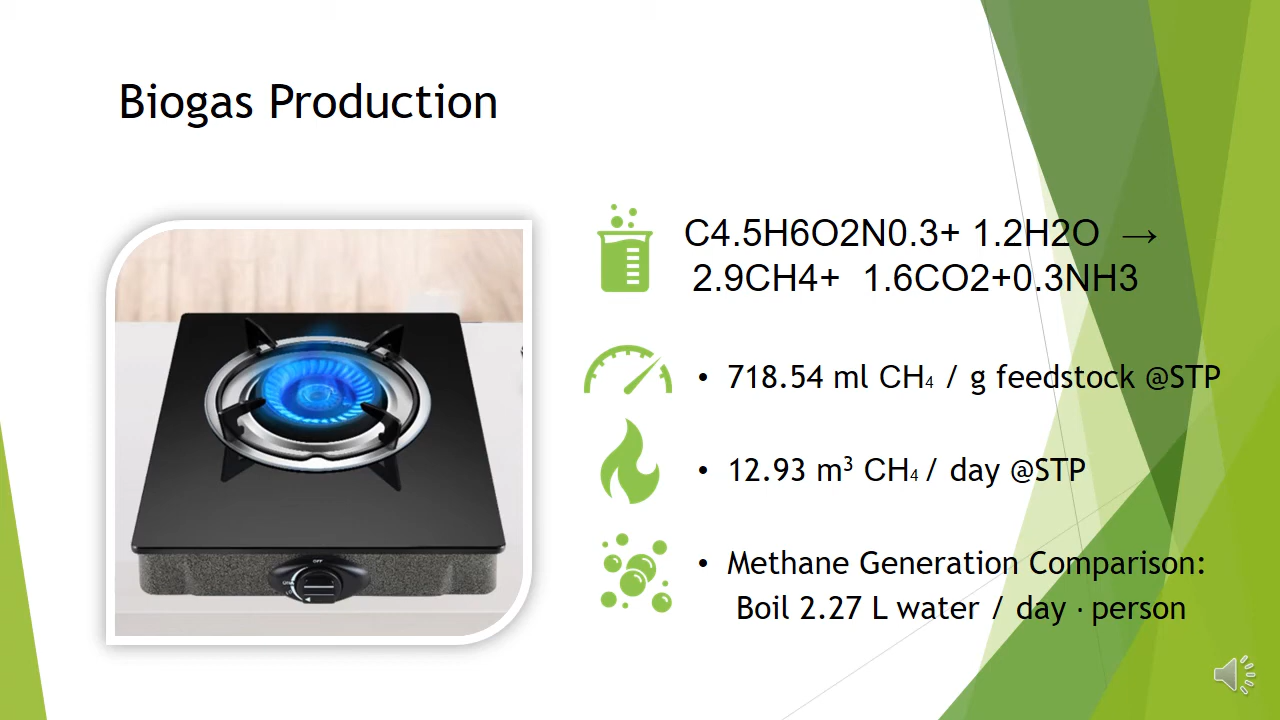 Biogas Production
C4.5H6O2N0.3+ 1.2H2O →
2.9CH4+ 1.6CO2+0.3NH3
• 718.54 ml CH₄ / g feedstock @STP
• 12.93 m³ CH₄ / day @STP
• Methane Generation Comparison:
Boil 2.27 L water / day · person
OFF